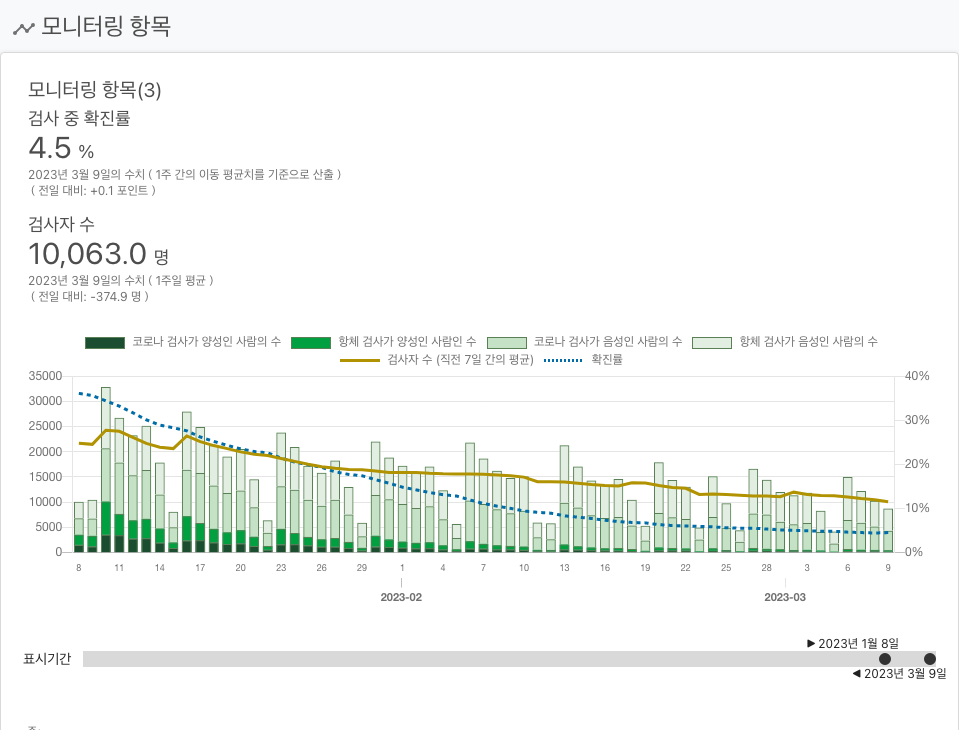 모니터링 항목
모니터링 항목(3)
검사 중 확진률
4.5 %
2023년 3월 9일의 수치 ( 1주 간의 이동 평균치를 기준으로 산출 )
( 전일 대비: +0.1 포인트 )
검사자 수
10,063.0 명
2023년 3월 9일의 수치 ( 1주일 평균 )
( 전일 대비: -374.9 명 )
코로나 검사가 양성인 사람의 수 항체 검사가 양성인 사람인 수 코로나 검사가 음성인 사람의 수 항체 검사가 음성인 사람의 수
검사자 수 (직전 7일 간의 평균) 확진률
35000 40%
30000
25000 30%
20000 20%
15000
10000 10%
5000
0 0%
8 11 14 17 20 23 26 29 1 4 7 10 13 16 19 22 25 28 3 6 9
2023-02 2023-03
▶ 2023년 1월 8일
표시기간
◀ 2023년 3월 9일